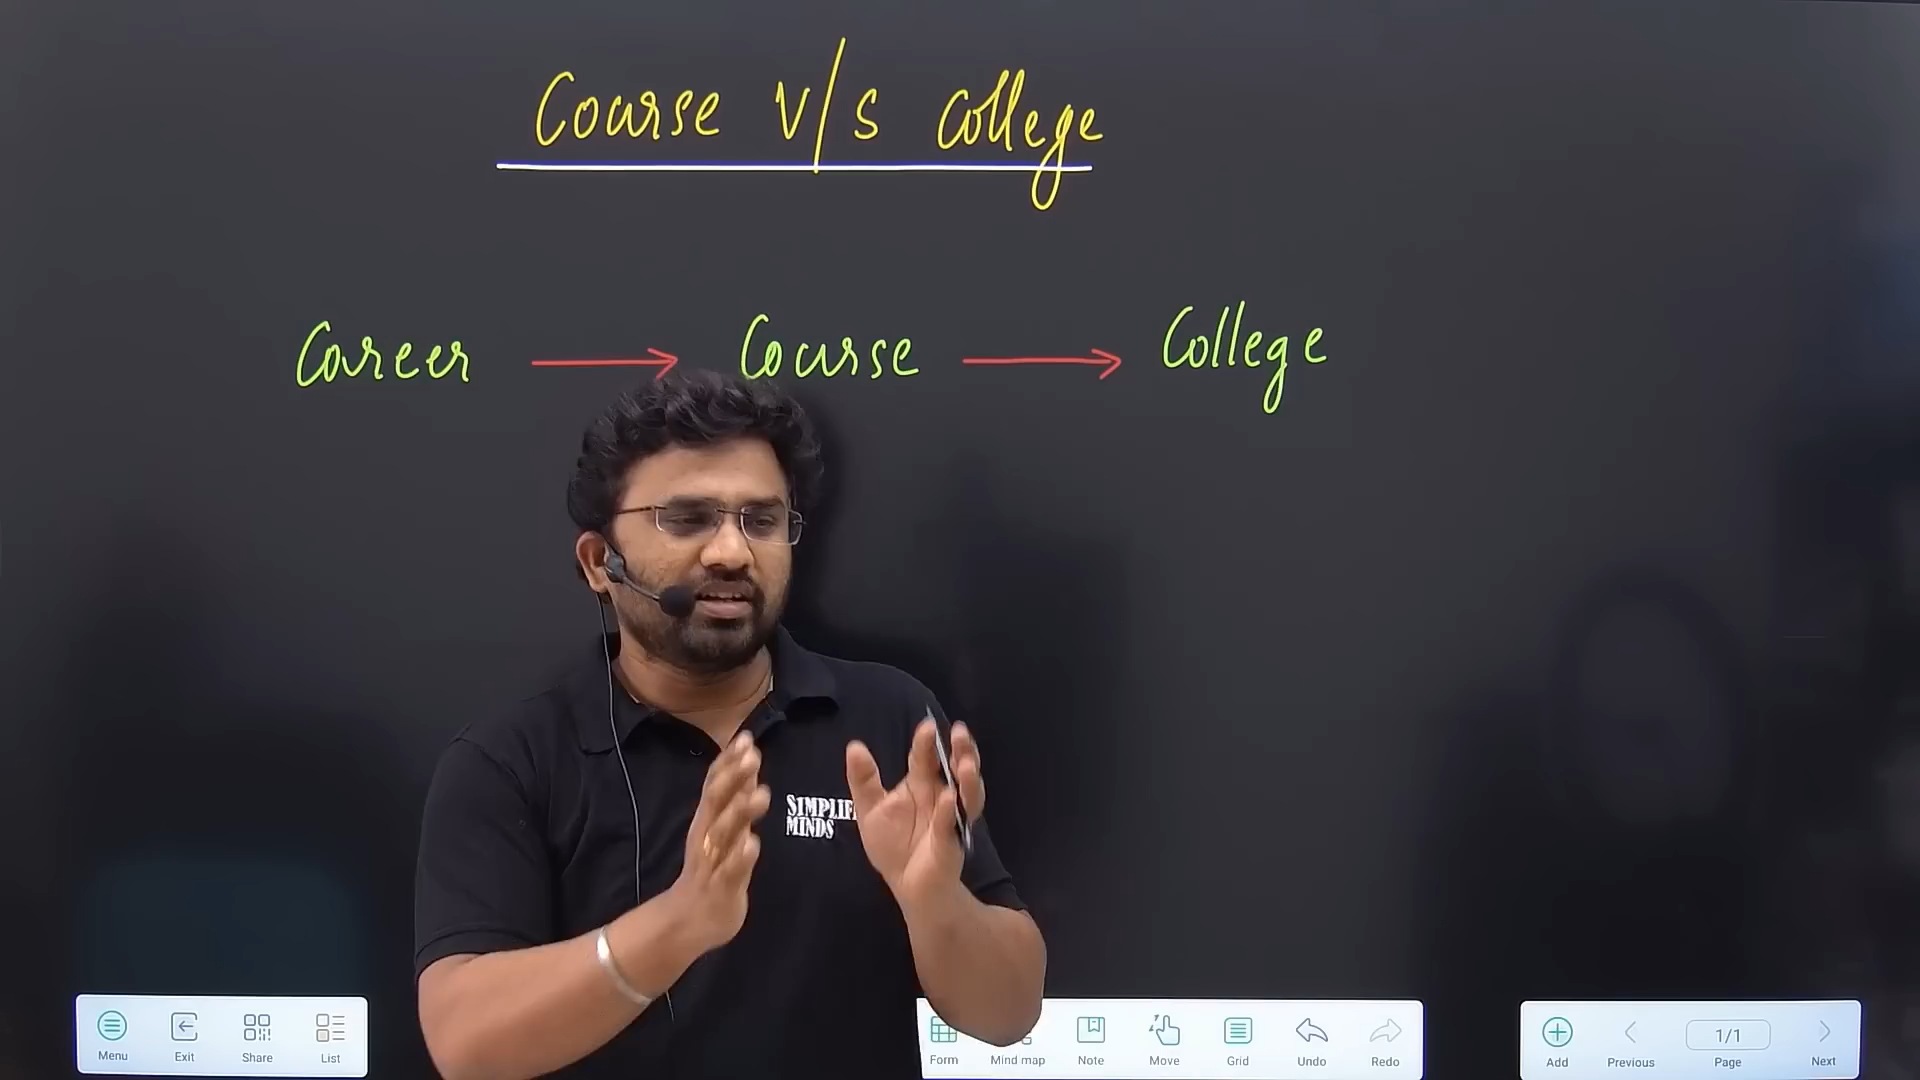 Course v/s College
Career → Course → College
MINDS
Menu
Exit
Share
List
Form
Mind map
Note
Move
Grid
Undo
Redo
Add
Previous
1/1
Page
Next